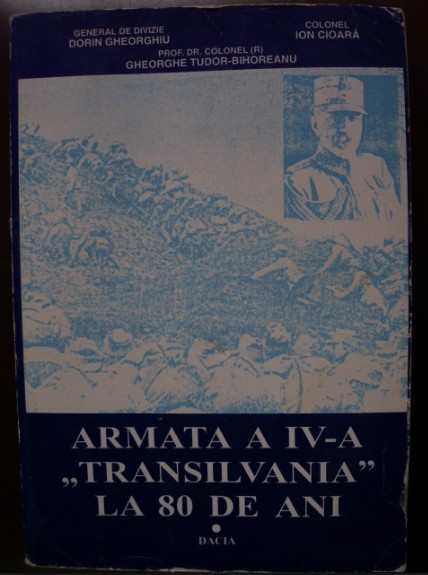 GENERAL DE DIVIZIE
DORIN GHEORGHIU
COLONEL
ION CIOARĂ
PROF. DR. COLONEL (R)
GHEORGHE TUDOR-BIHOREANU
ARMATA A IV-A
„TRANSILVANIA”
LA 80 DE ANI
DACIA